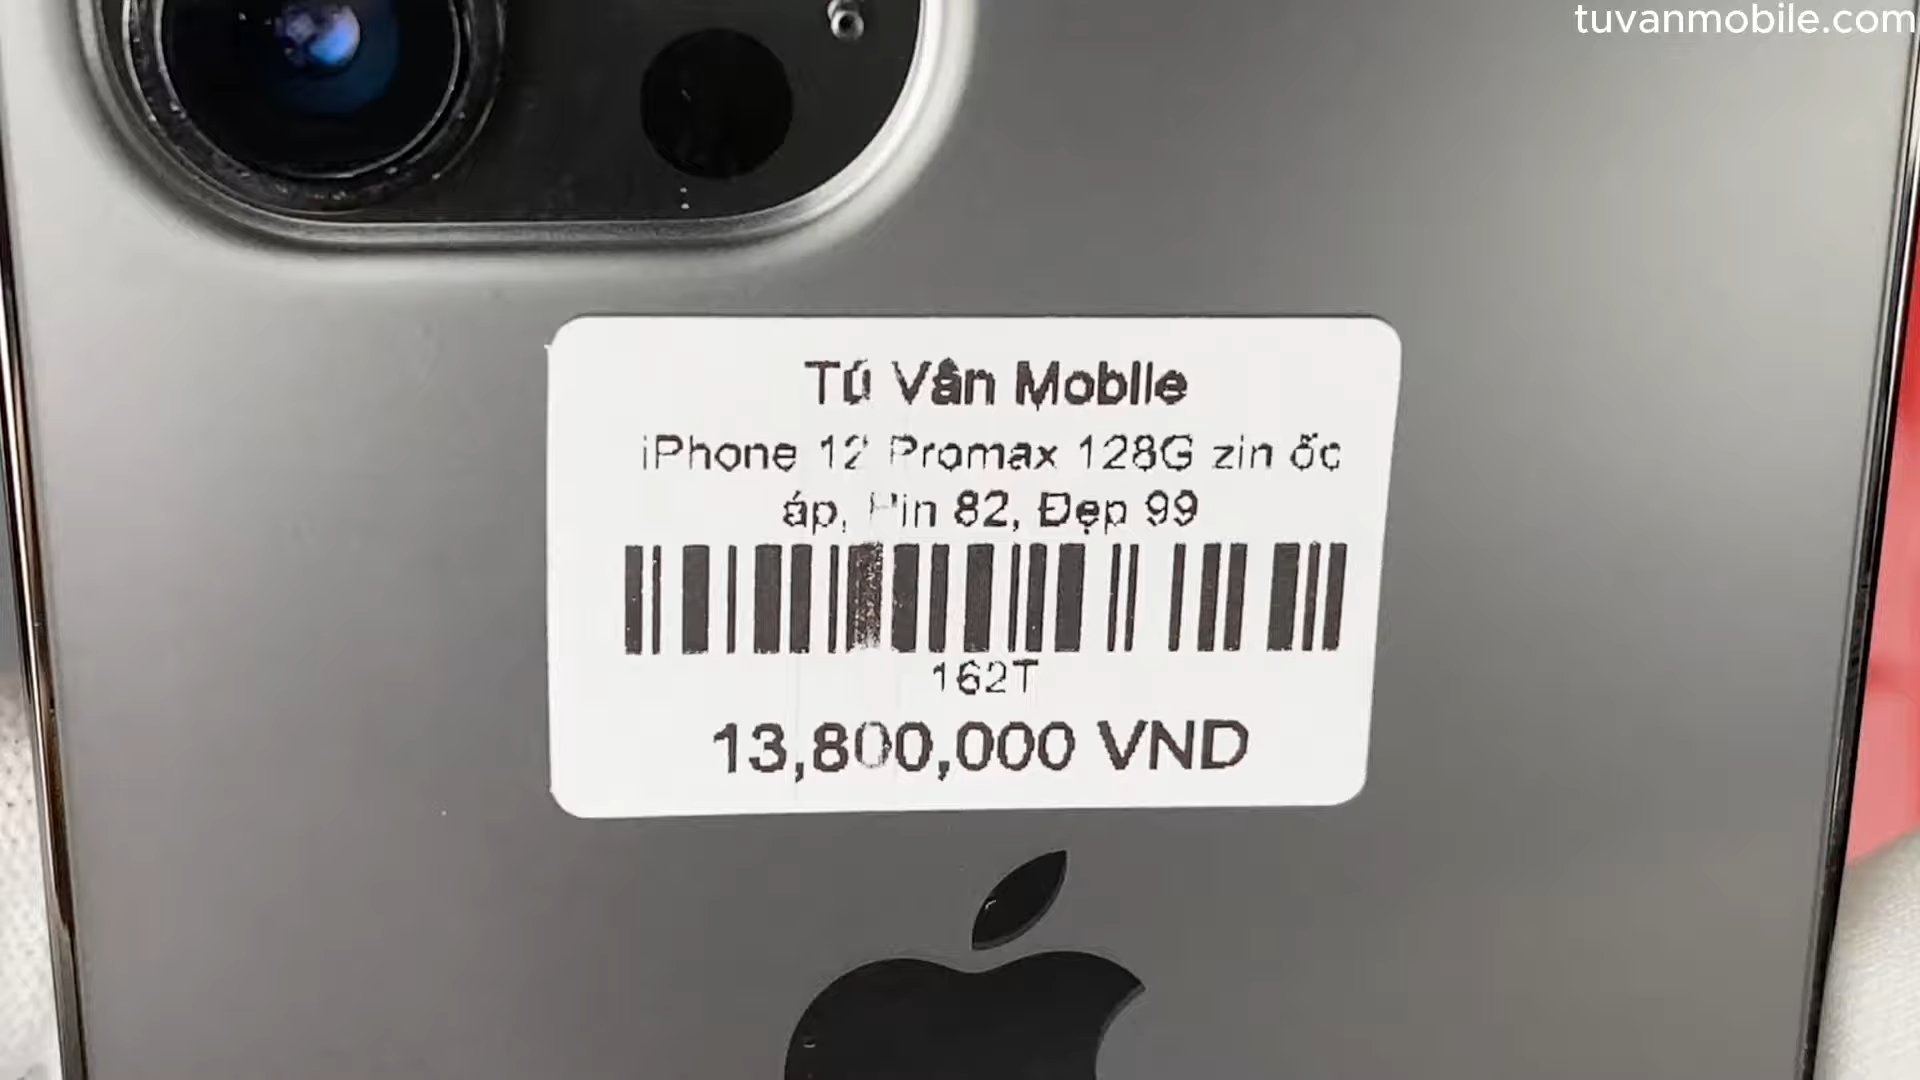 tuvanmobile.com
Tú Vân Mobile
iPhone 12 Promax 128G zin ốc
áp, Pin 82, Đẹp 99
162T
13,800,000 VND